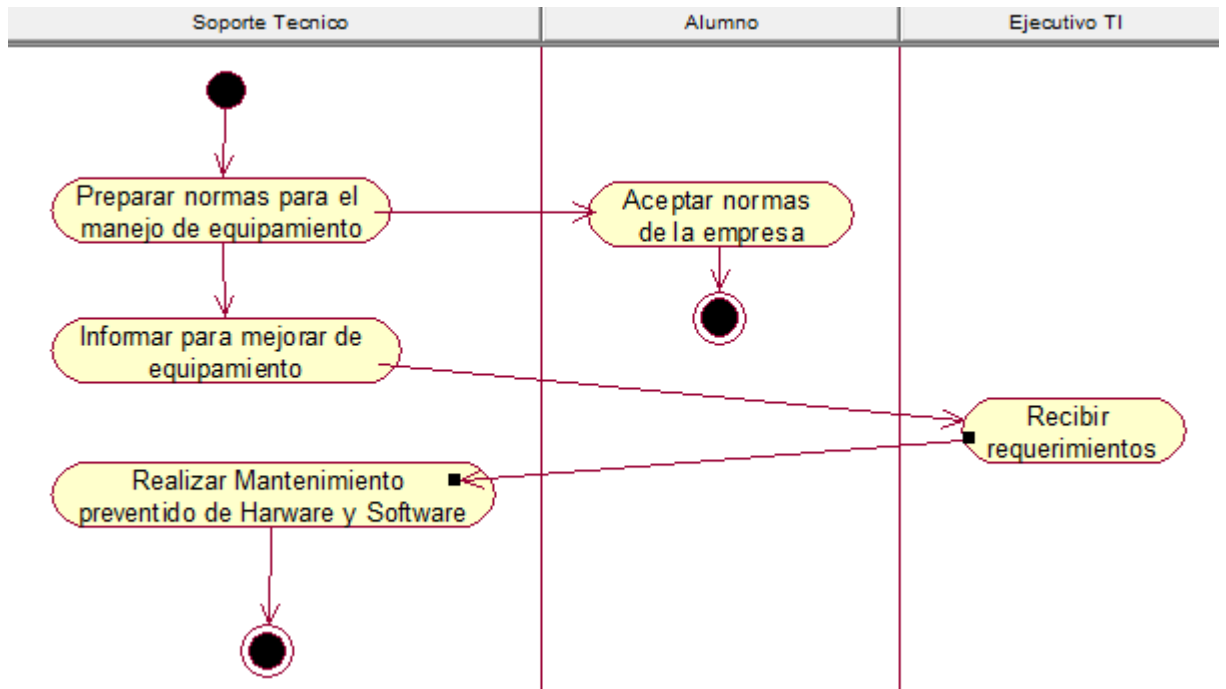 Soporte Tecnico
Alumno
Ejecutivo TI
Preparar normas para el
manejo de equipamiento
Aceptar normas
de la empresa
Informar para mejorar de
equipamiento
Recibir
requerimientos
Realizar Mantenimiento
preventido de Harware y Software